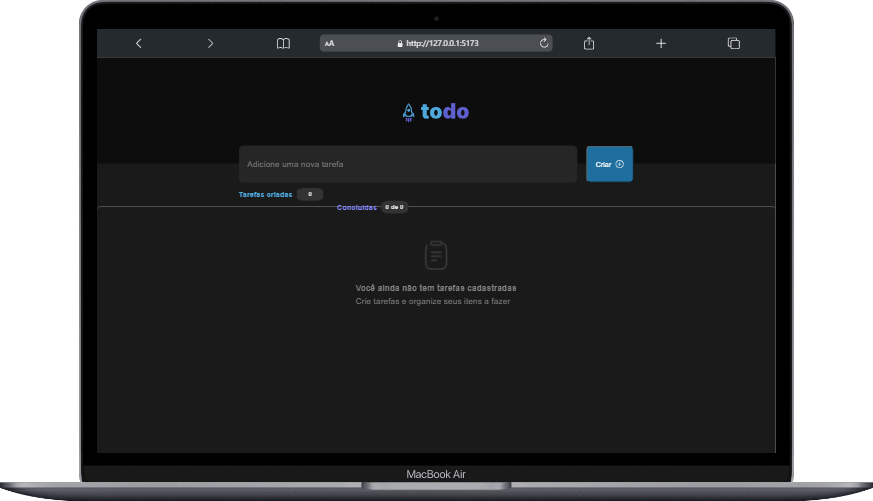 AA
http://127.0.0.1:5173
todo
Adicione uma nova tarefa
Criar
Tarefas criadas 0
Concluídas 0 de 0
Você ainda não tem tarefas cadastradas
Crie tarefas e organize seus itens a fazer
MacBook Air